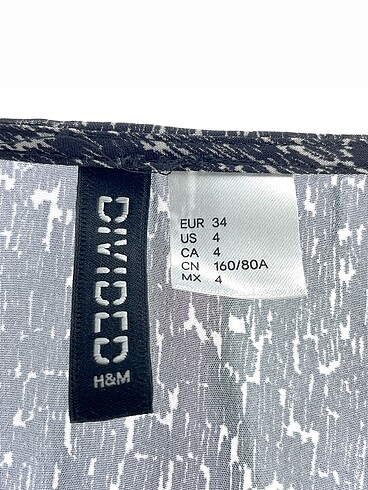 DIVIDED
H&M
EUR 34
US 4
CA 4
CN 160/80A
MX 4